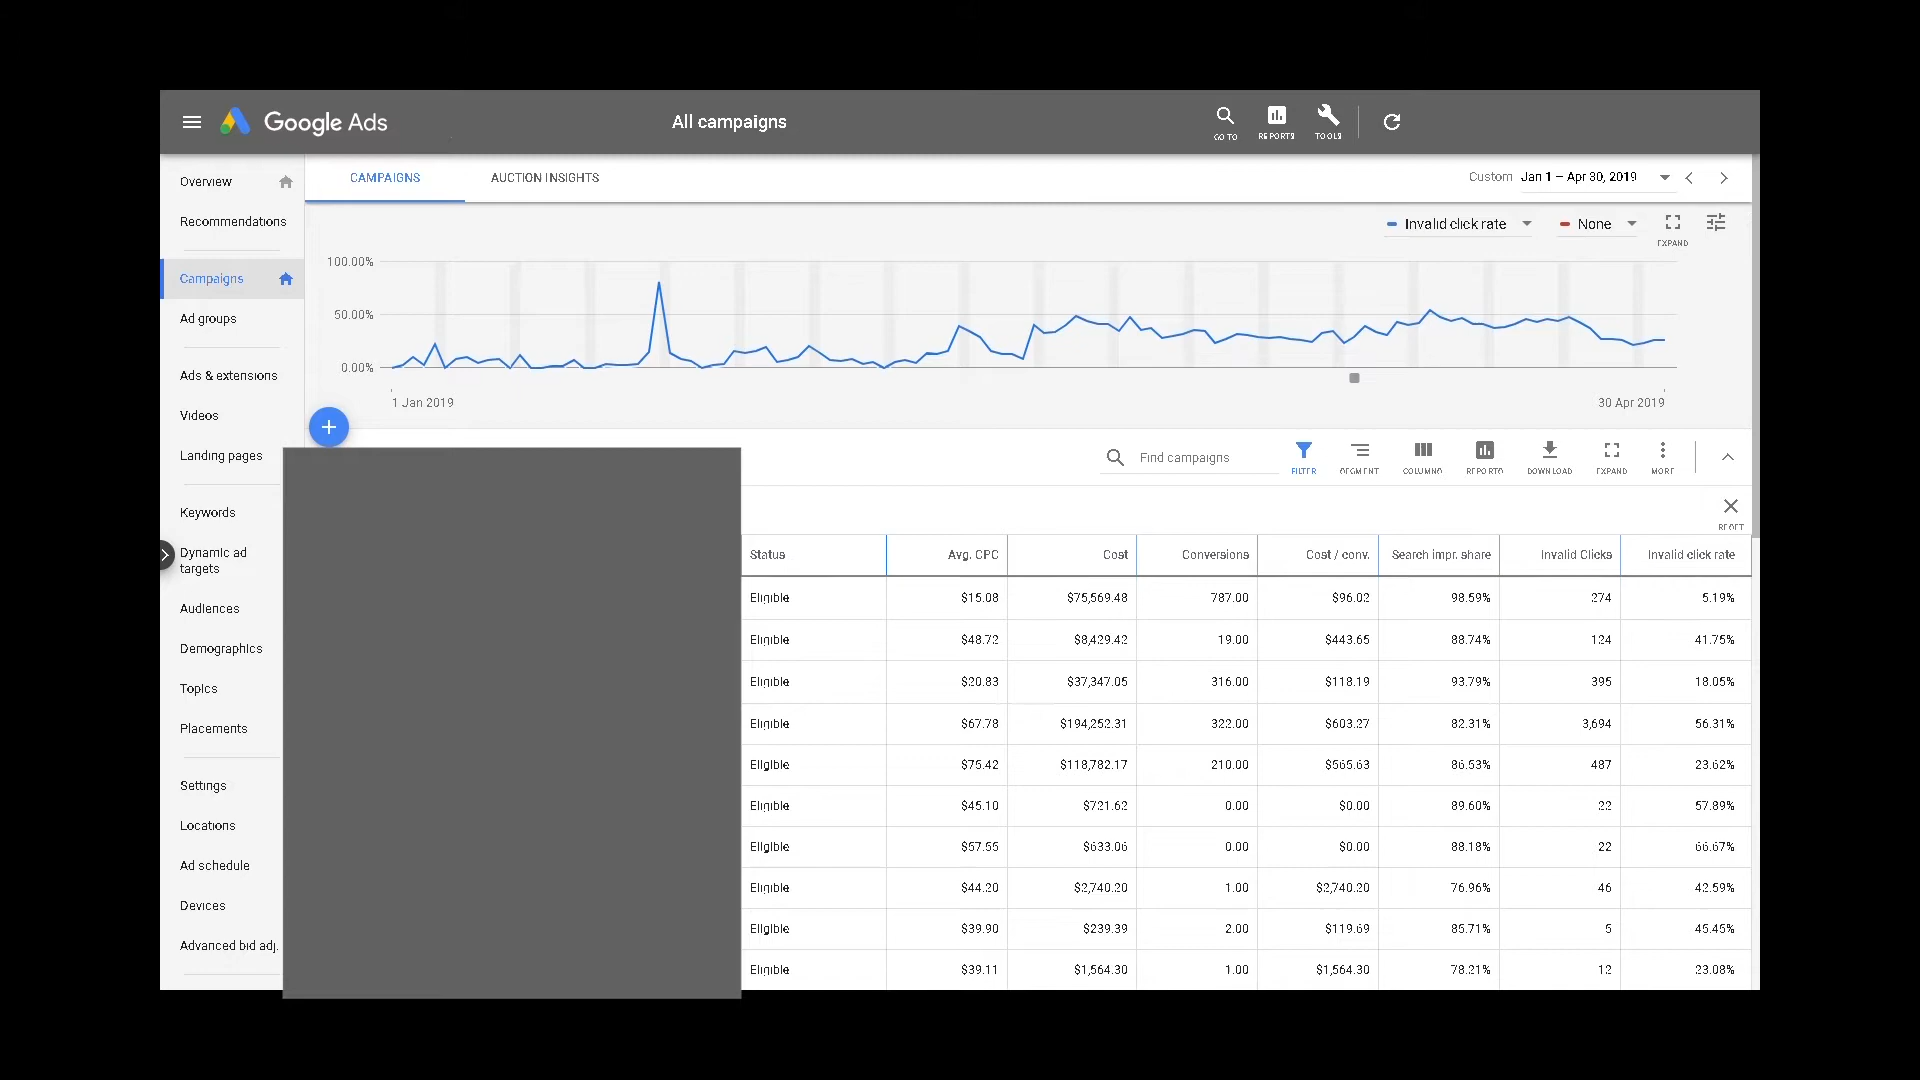 Google Ads
All campaigns
GO TO
REPORTS
TOOLS
Overview
Recommendations
Campaigns
Ad groups
Ads & extensions
Videos
Landing pages
Keywords
Dynamic ad
targets
Audiences
Demographics
Topics
Placements
Settings
Locations
Ad schedule
Devices
Advanced bid adj.
CAMPAIGNS
AUCTION INSIGHTS
Custom Jan 1 – Apr 30, 2019
Invalid click rate
None
EXPAND
100.00%
50.00%
0.00%
1 Jan 2019
30 Apr 2019
Find campaigns
FILTER
SEGMENT
COLUMNS
REPORTS
DOWNLOAD
EXPAND
MORE
RESET
Status Avg. CPC Cost Conversions Cost / conv. Search impr. share Invalid Clicks Invalid click rate
Eligible $15.08 $75,569.48 787.00 $96.02 98.59% 274 5.19%
Eligible $48.72 $8,429.42 19.00 $443.65 88.74% 124 41.75%
Eligible $20.83 $37,347.05 316.00 $118.19 93.79% 395 18.05%
Eligible $67.78 $194,252.31 322.00 $603.27 82.31% 3,694 56.31%
Eligible $75.42 $118,782.17 210.00 $565.63 86.53% 487 23.62%
Eligible $45.10 $721.62 0.00 $0.00 89.60% 22 57.89%
Eligible $57.55 $633.06 0.00 $0.00 88.18% 22 66.67%
Eligible $44.20 $2,740.20 1.00 $2,740.20 76.96% 46 42.59%
Eligible $39.90 $239.39 2.00 $119.69 85.71% 5 45.45%
Eligible $39.11 $1,564.30 1.00 $1,564.30 78.21% 12 23.08%